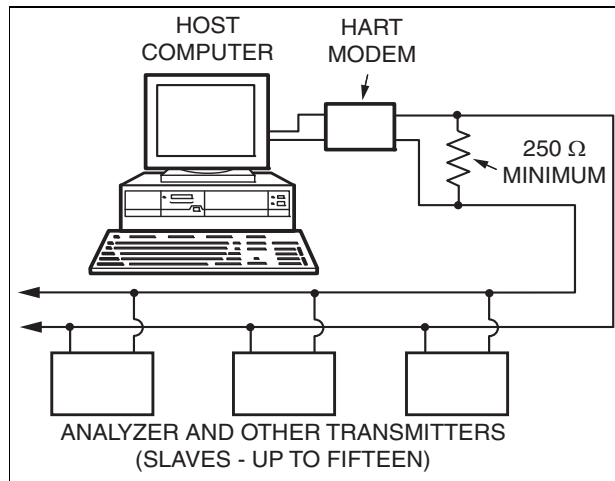 HOST
COMPUTER
HART
MODEM
250 Ω
MINIMUM
ANALYZER AND OTHER TRANSMITTERS
(SLAVES - UP TO FIFTEEN)